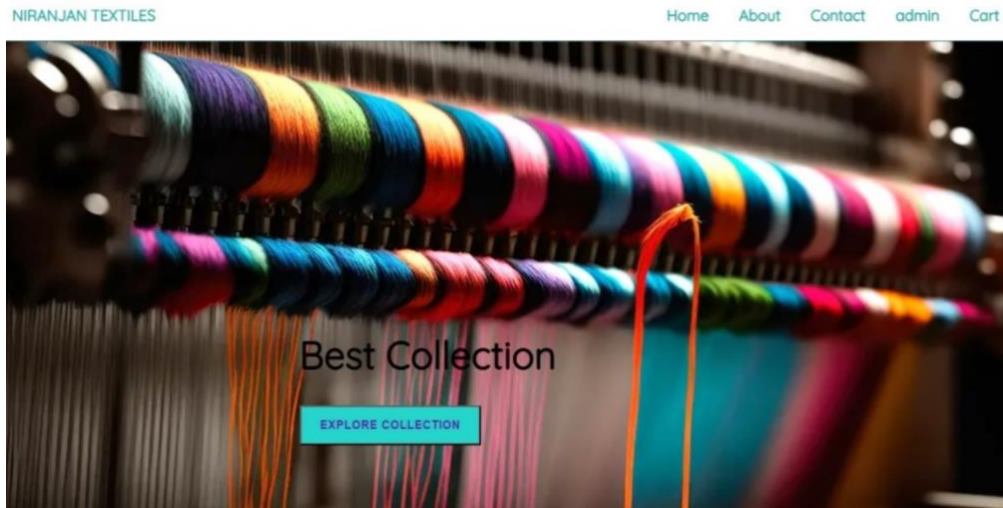 NIRANJAN TEXTILES
Home About Contact admin Cart
Best Collection
EXPLORE COLLECTION